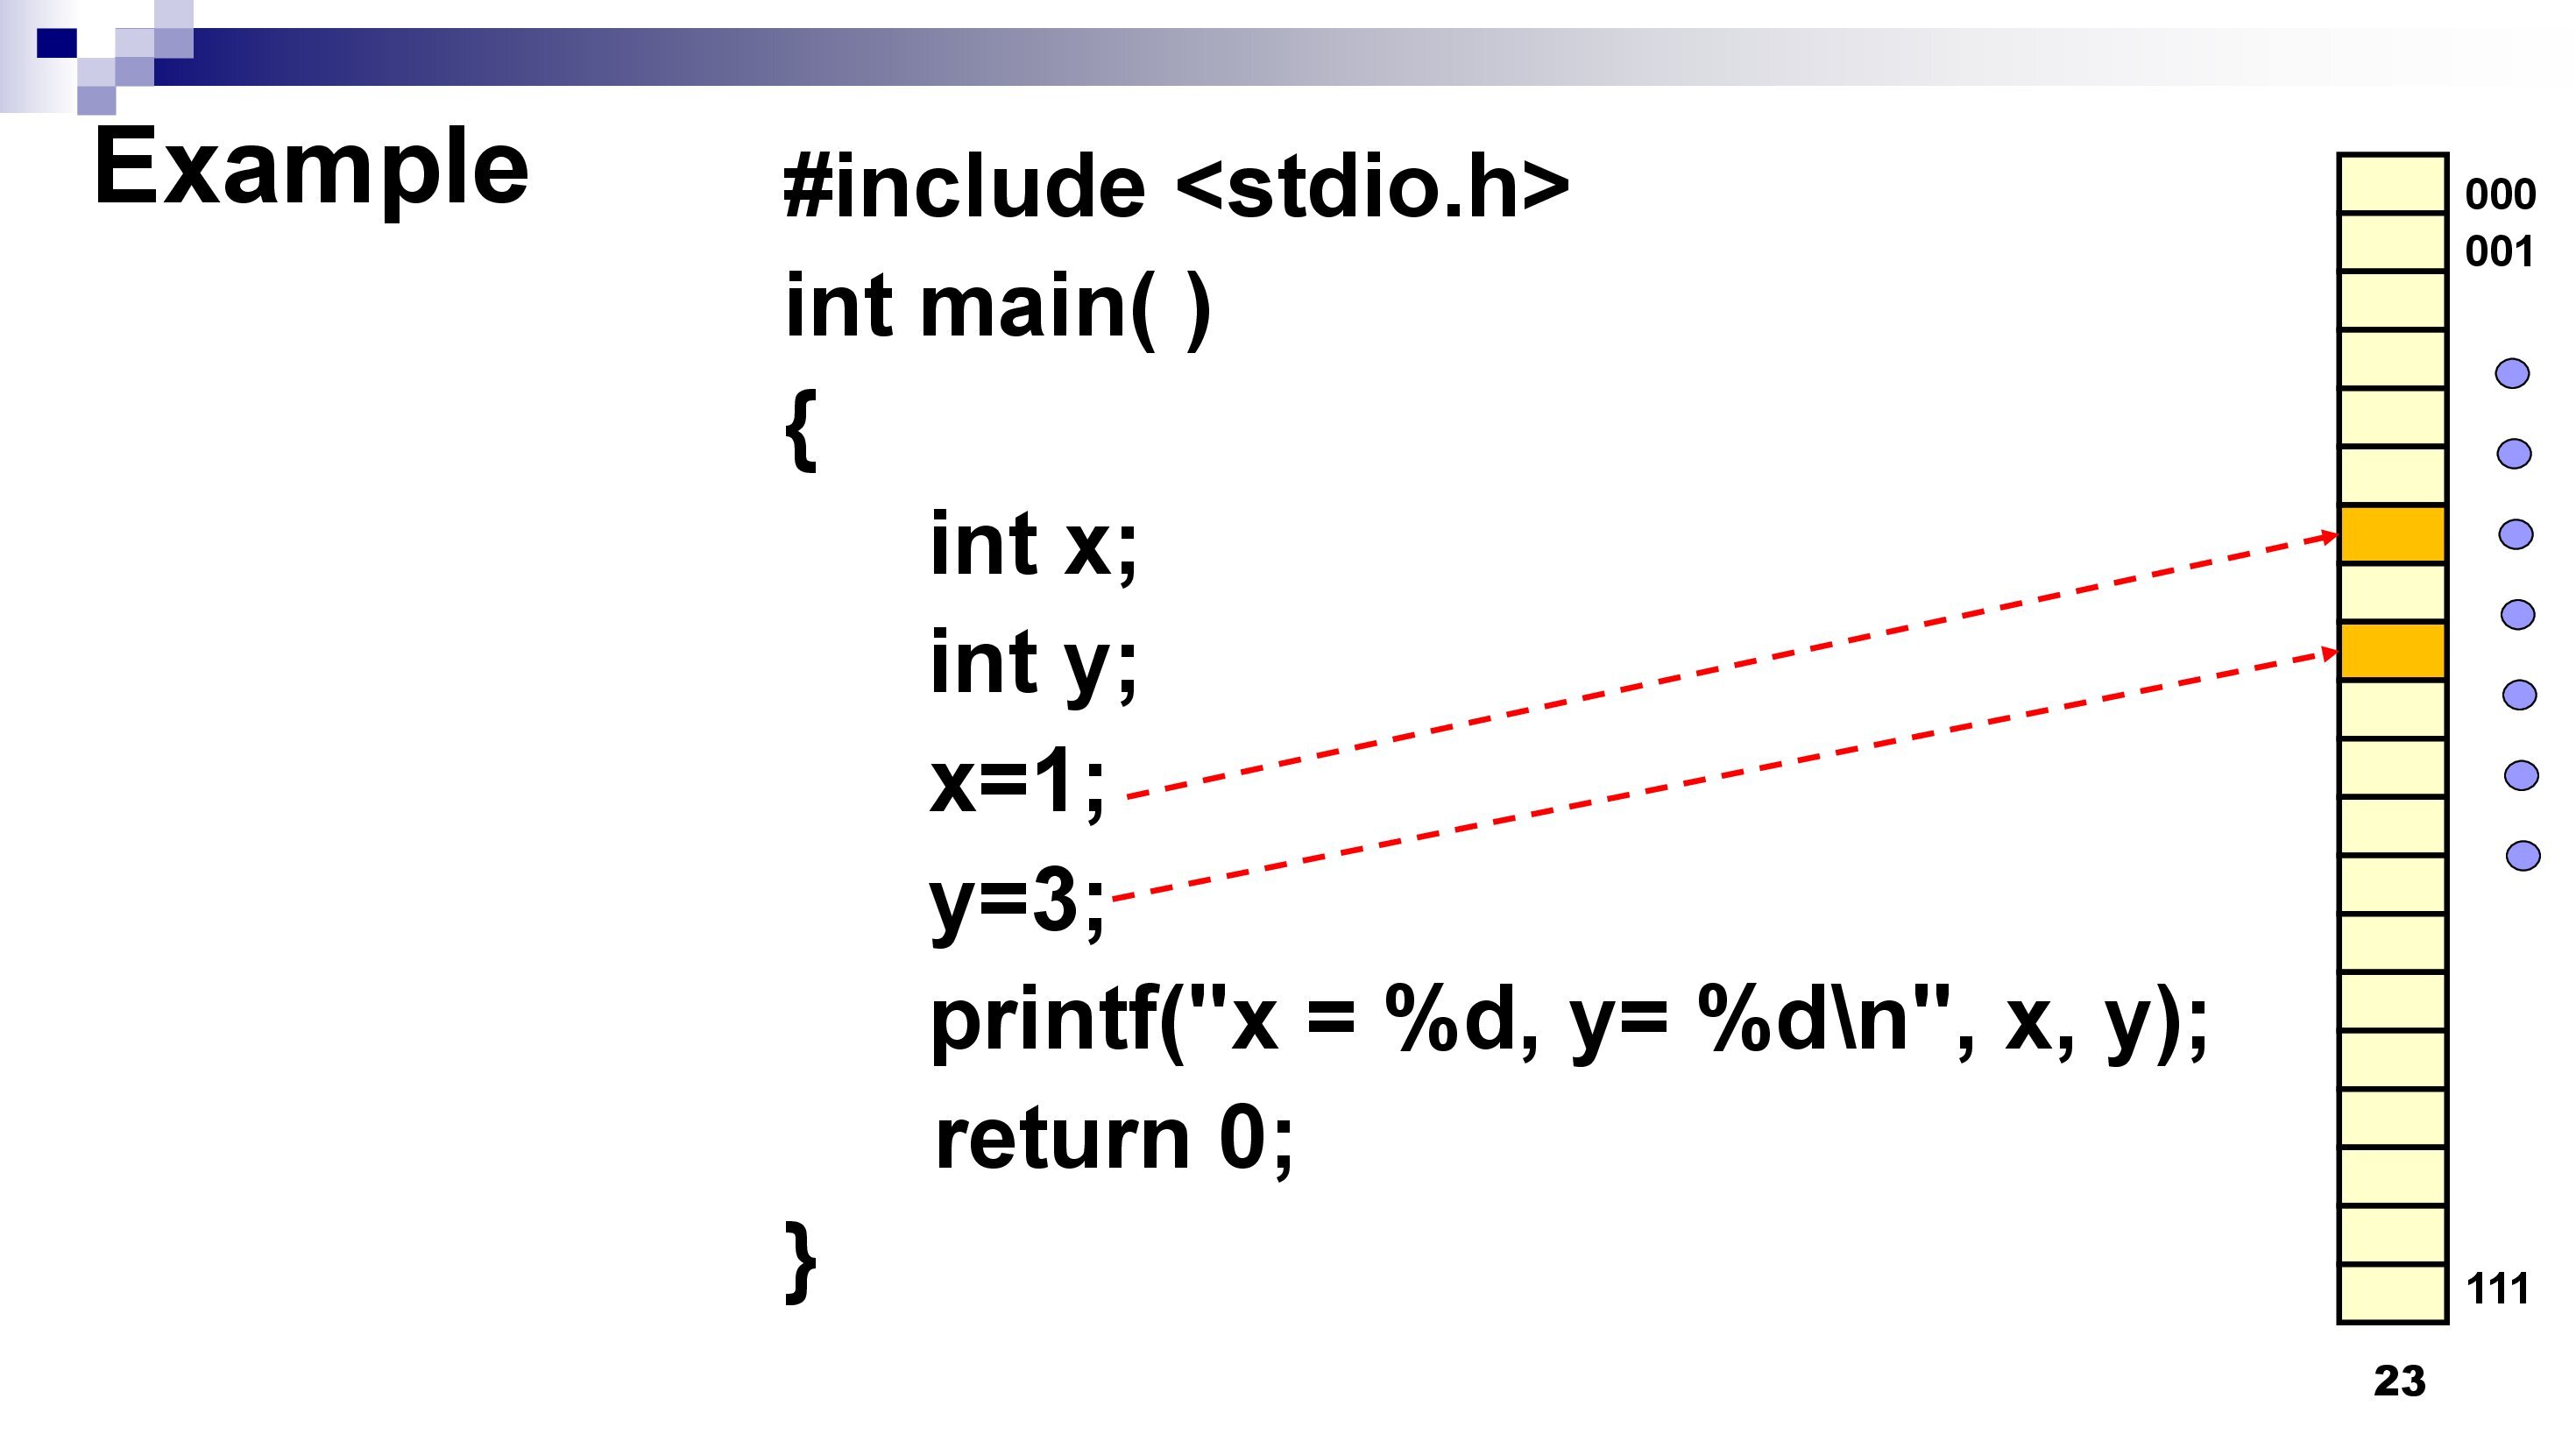 Example
#include <stdio.h>
int main( )
{
int x;
int y;
x=1;
y=3;
printf("x = %d, y= %d\n", x, y);
return 0;
}
000
001
111
23